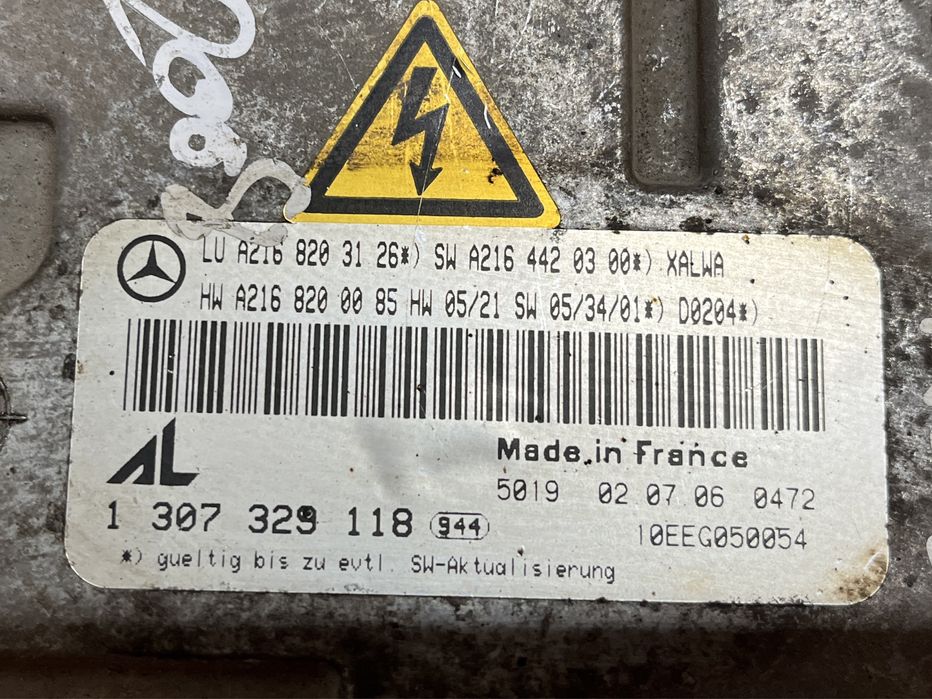 LU A216 820 31 26*) SW A216 442 03 00*) XALWA
HW A216 820 00 85 HW 05/21 SW 05/34/01*) D0204*)
AL
Made in France
5019 02 07 06 0472
1 307 329 118 944
10EEG050054
*) gueltig bis zu evtl. SW-Aktualisierung